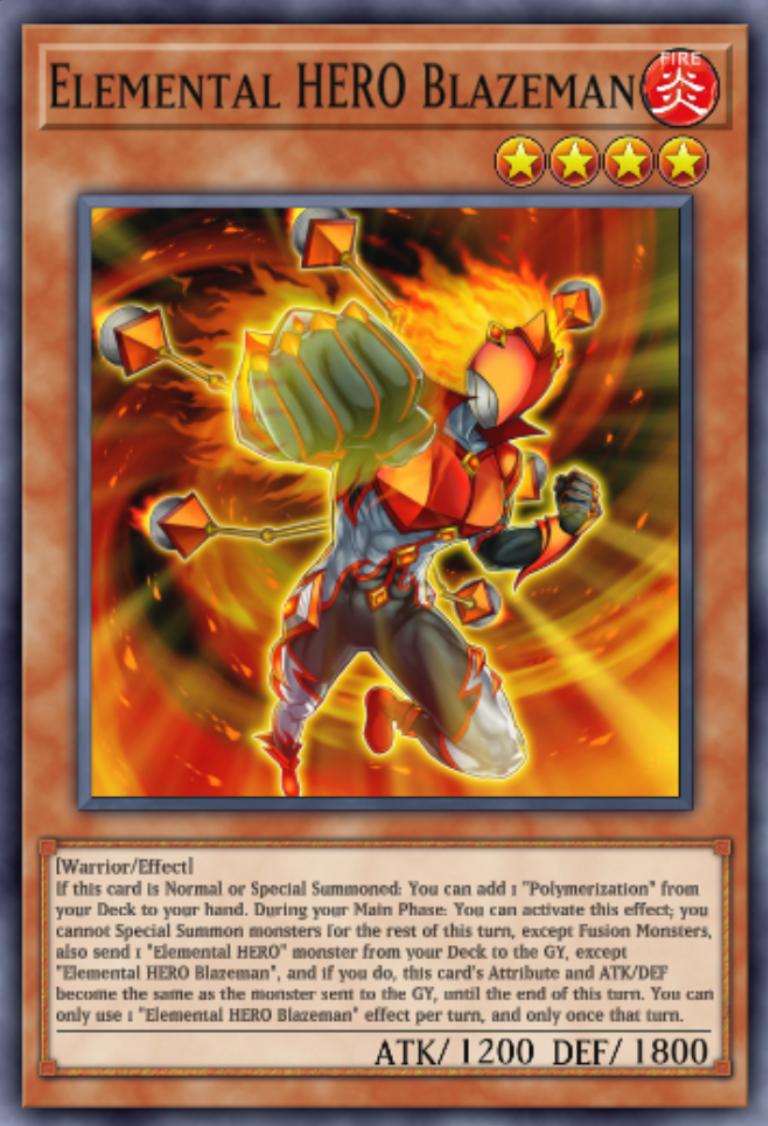 Elemental HERO Blazeman
FIRE
炎
[Warrior/Effect]
If this card is Normal or Special Summoned: You can add 1 "Polymerization" from
your Deck to your hand. During your Main Phase: You can activate this effect; you
cannot Special Summon monsters for the rest of this turn, except Fusion Monsters,
also send 1 "Elemental HERO" monster from your Deck to the GY, except
"Elemental HERO Blazeman", and if you do, this card's Attribute and ATK/DEF
become the same as the monster sent to the GY, until the end of this turn. You can
only use 1 "Elemental HERO Blazeman" effect per turn, and only once that turn.
ATK/ 1200 DEF/ 1800